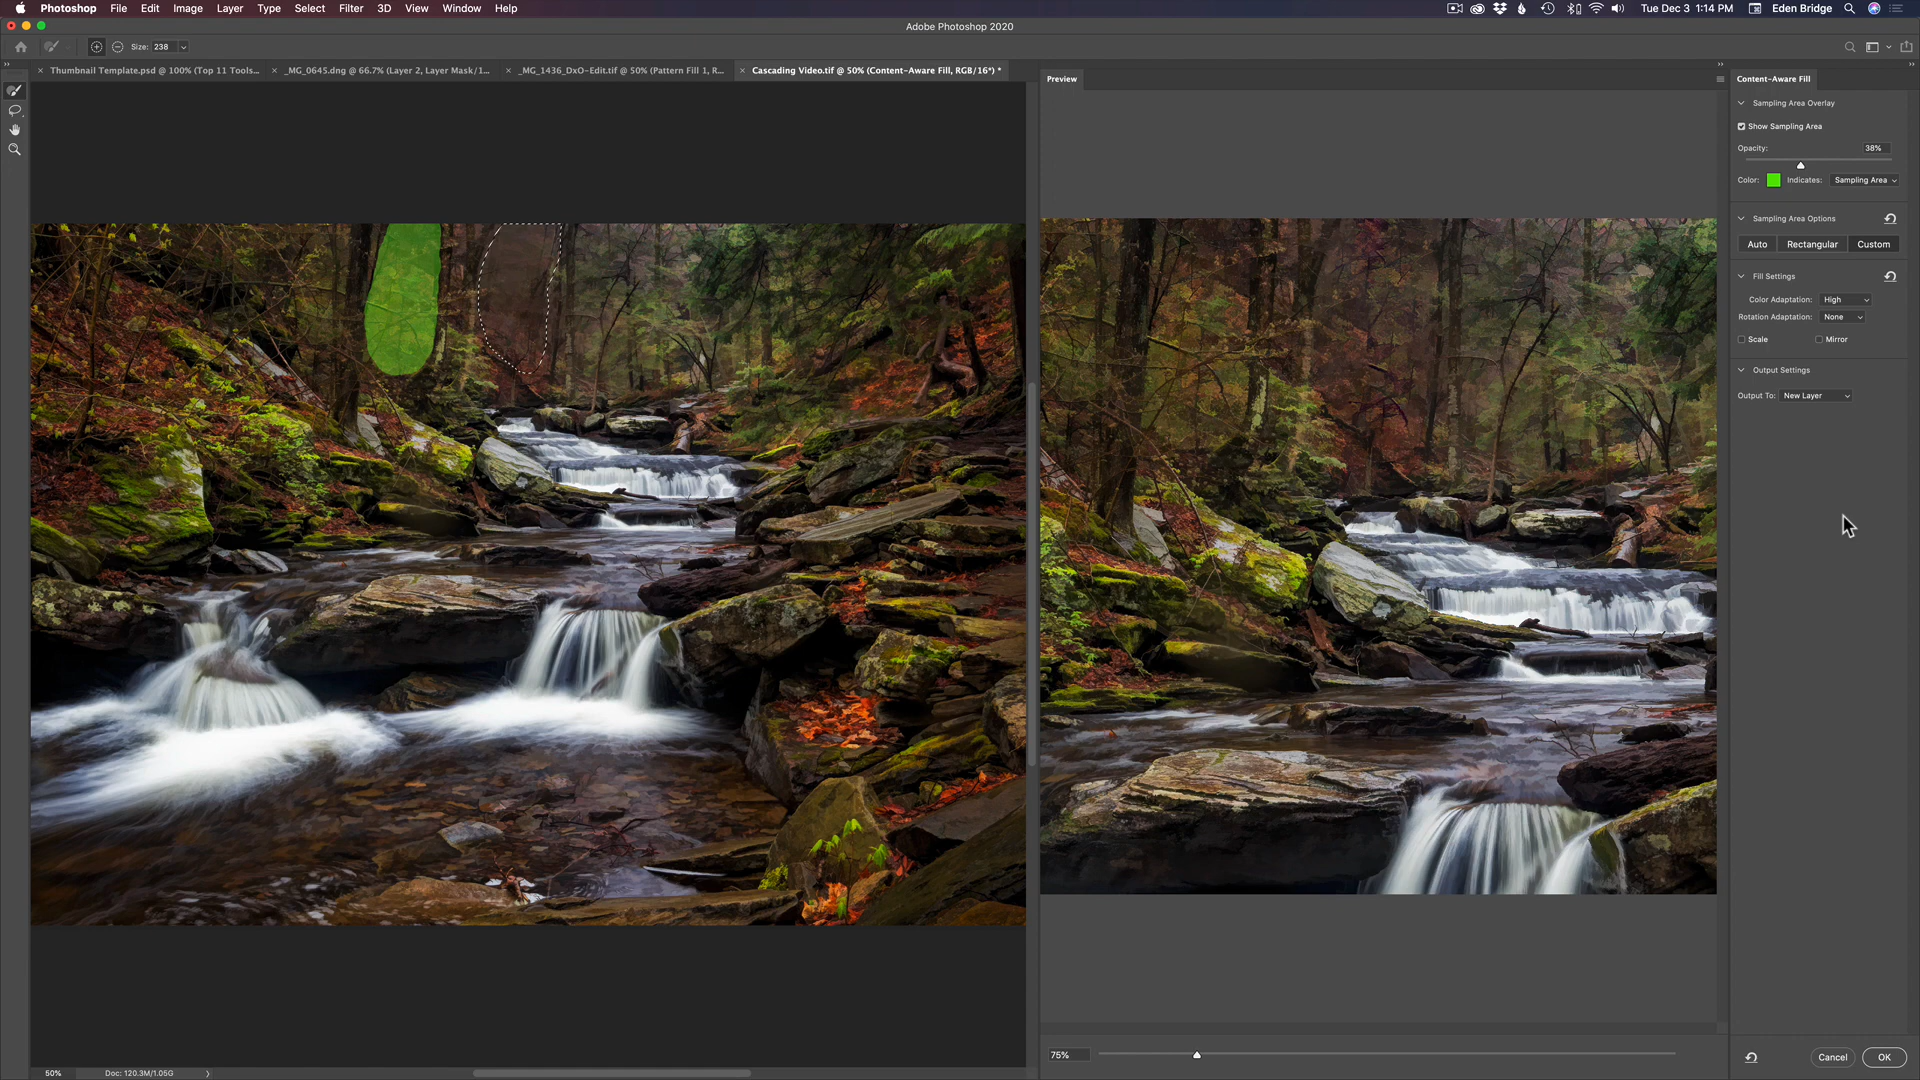 Photoshop File Edit Image Layer Type Select Filter 3D View Window Help Tue Dec 3 1:14 PM Eden Bridge
Adobe Photoshop 2020
Size: 238
Thumbnail Template.psd @ 100% (Top 11 Tools... _MG_0645.dng @ 66.7% (Layer 2, Layer Mask/1... _MG_1436_DxO-Edit.tif @ 50% (Pattern Fill 1, R... Cascading Video.tif @ 50% (Content-Aware Fill, RGB/16*) *
Preview
Content-Aware Fill
Sampling Area Overlay
Show Sampling Area
Opacity: 38%
Color: Indicates: Sampling Area
Sampling Area Options
Auto Rectangular Custom
Fill Settings
Color Adaptation: High
Rotation Adaptation: None
Scale Mirror
Output Settings
Output To: New Layer
75%
Cancel OK
50% Doc: 120.3M/1.05G